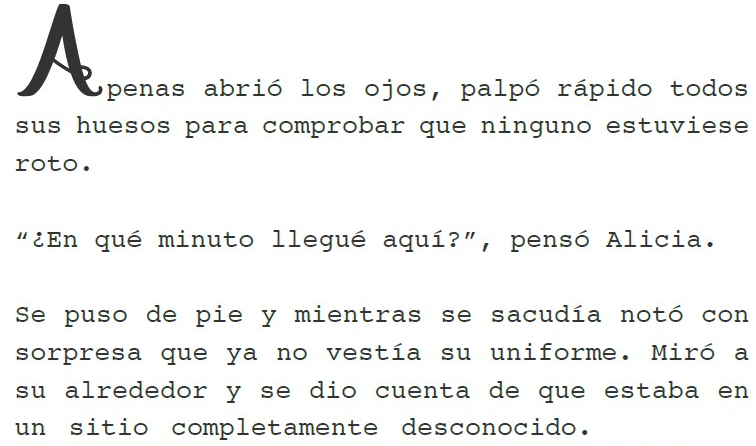 Apenas abrió los ojos, palpó rápido todos
sus huesos para comprobar que ninguno estuviese
roto.
“¿En qué minuto llegué aquí?”, pensó Alicia.
Se puso de pie y mientras se sacudía notó con
sorpresa que ya no vestía su uniforme. Miró a
su alrededor y se dio cuenta de que estaba en
un sitio completamente desconocido.